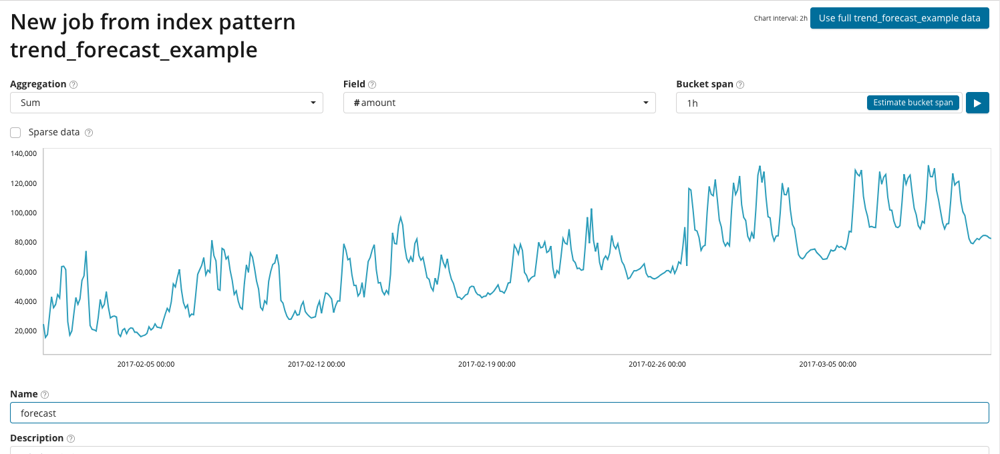 New job from index pattern
trend_forecast_example
Chart interval: 2h
Use full trend_forecast_example data
Aggregation
Field
Bucket span
Sum
# amount
1h
Estimate bucket span
Sparse data
140,000
120,000
100,000
80,000
60,000
40,000
20,000
2017-02-05 00:00
2017-02-12 00:00
2017-02-19 00:00
2017-02-26 00:00
2017-03-05 00:00
Name
forecast
Description